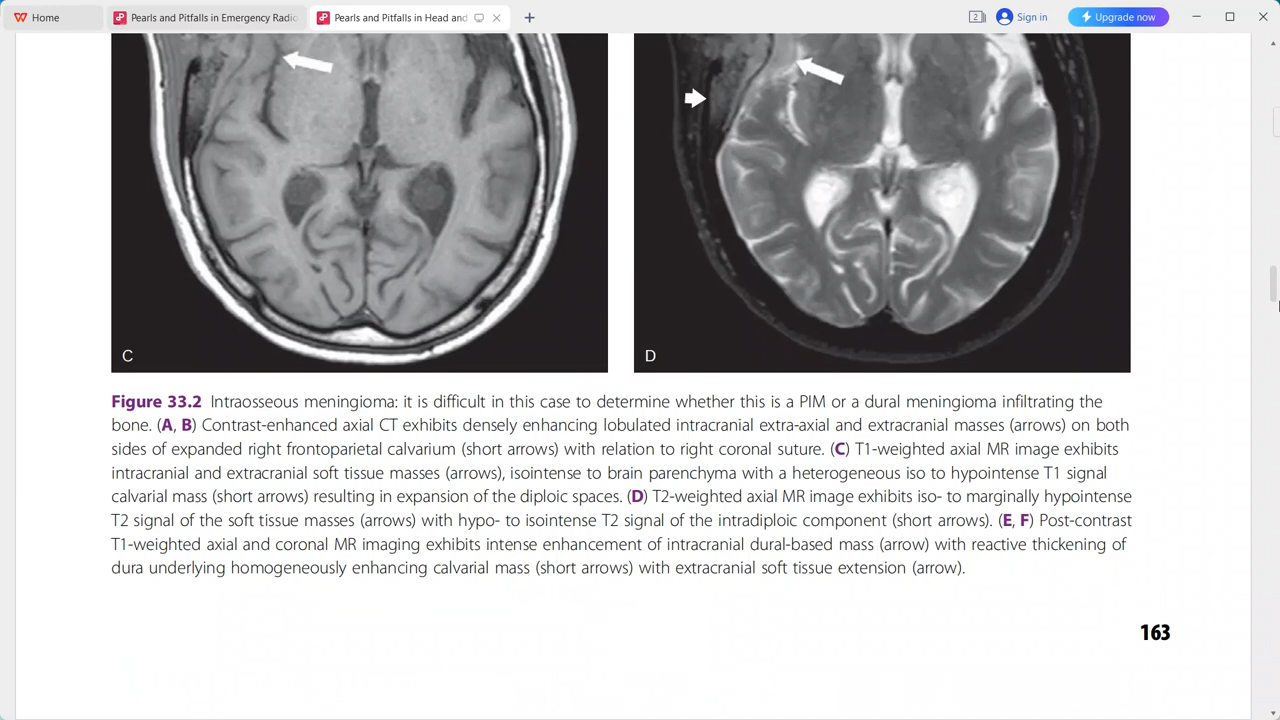 Home
Pearls and Pitfalls in Emergency Radio
Pearls and Pitfalls in Head and
2
Sign in
Upgrade now
C
D
Figure 33.2 Intraosseous meningioma: it is difficult in this case to determine whether this is a PIM or a dural meningioma infiltrating the
bone. (A, B) Contrast-enhanced axial CT exhibits densely enhancing lobulated intracranial extra-axial and extracranial masses (arrows) on both
sides of expanded right frontoparietal calvarium (short arrows) with relation to right coronal suture. (C) T1-weighted axial MR image exhibits
intracranial and extracranial soft tissue masses (arrows), isointense to brain parenchyma with a heterogeneous iso to hypointense T1 signal
calvarial mass (short arrows) resulting in expansion of the diploic spaces. (D) T2-weighted axial MR image exhibits iso- to marginally hypointense
T2 signal of the soft tissue masses (arrows) with hypo- to isointense T2 signal of the intradiploic component (short arrows). (E, F) Post-contrast
T1-weighted axial and coronal MR imaging exhibits intense enhancement of intracranial dural-based mass (arrow) with reactive thickening of
dura underlying homogeneously enhancing calvarial mass (short arrows) with extracranial soft tissue extension (arrow).
163